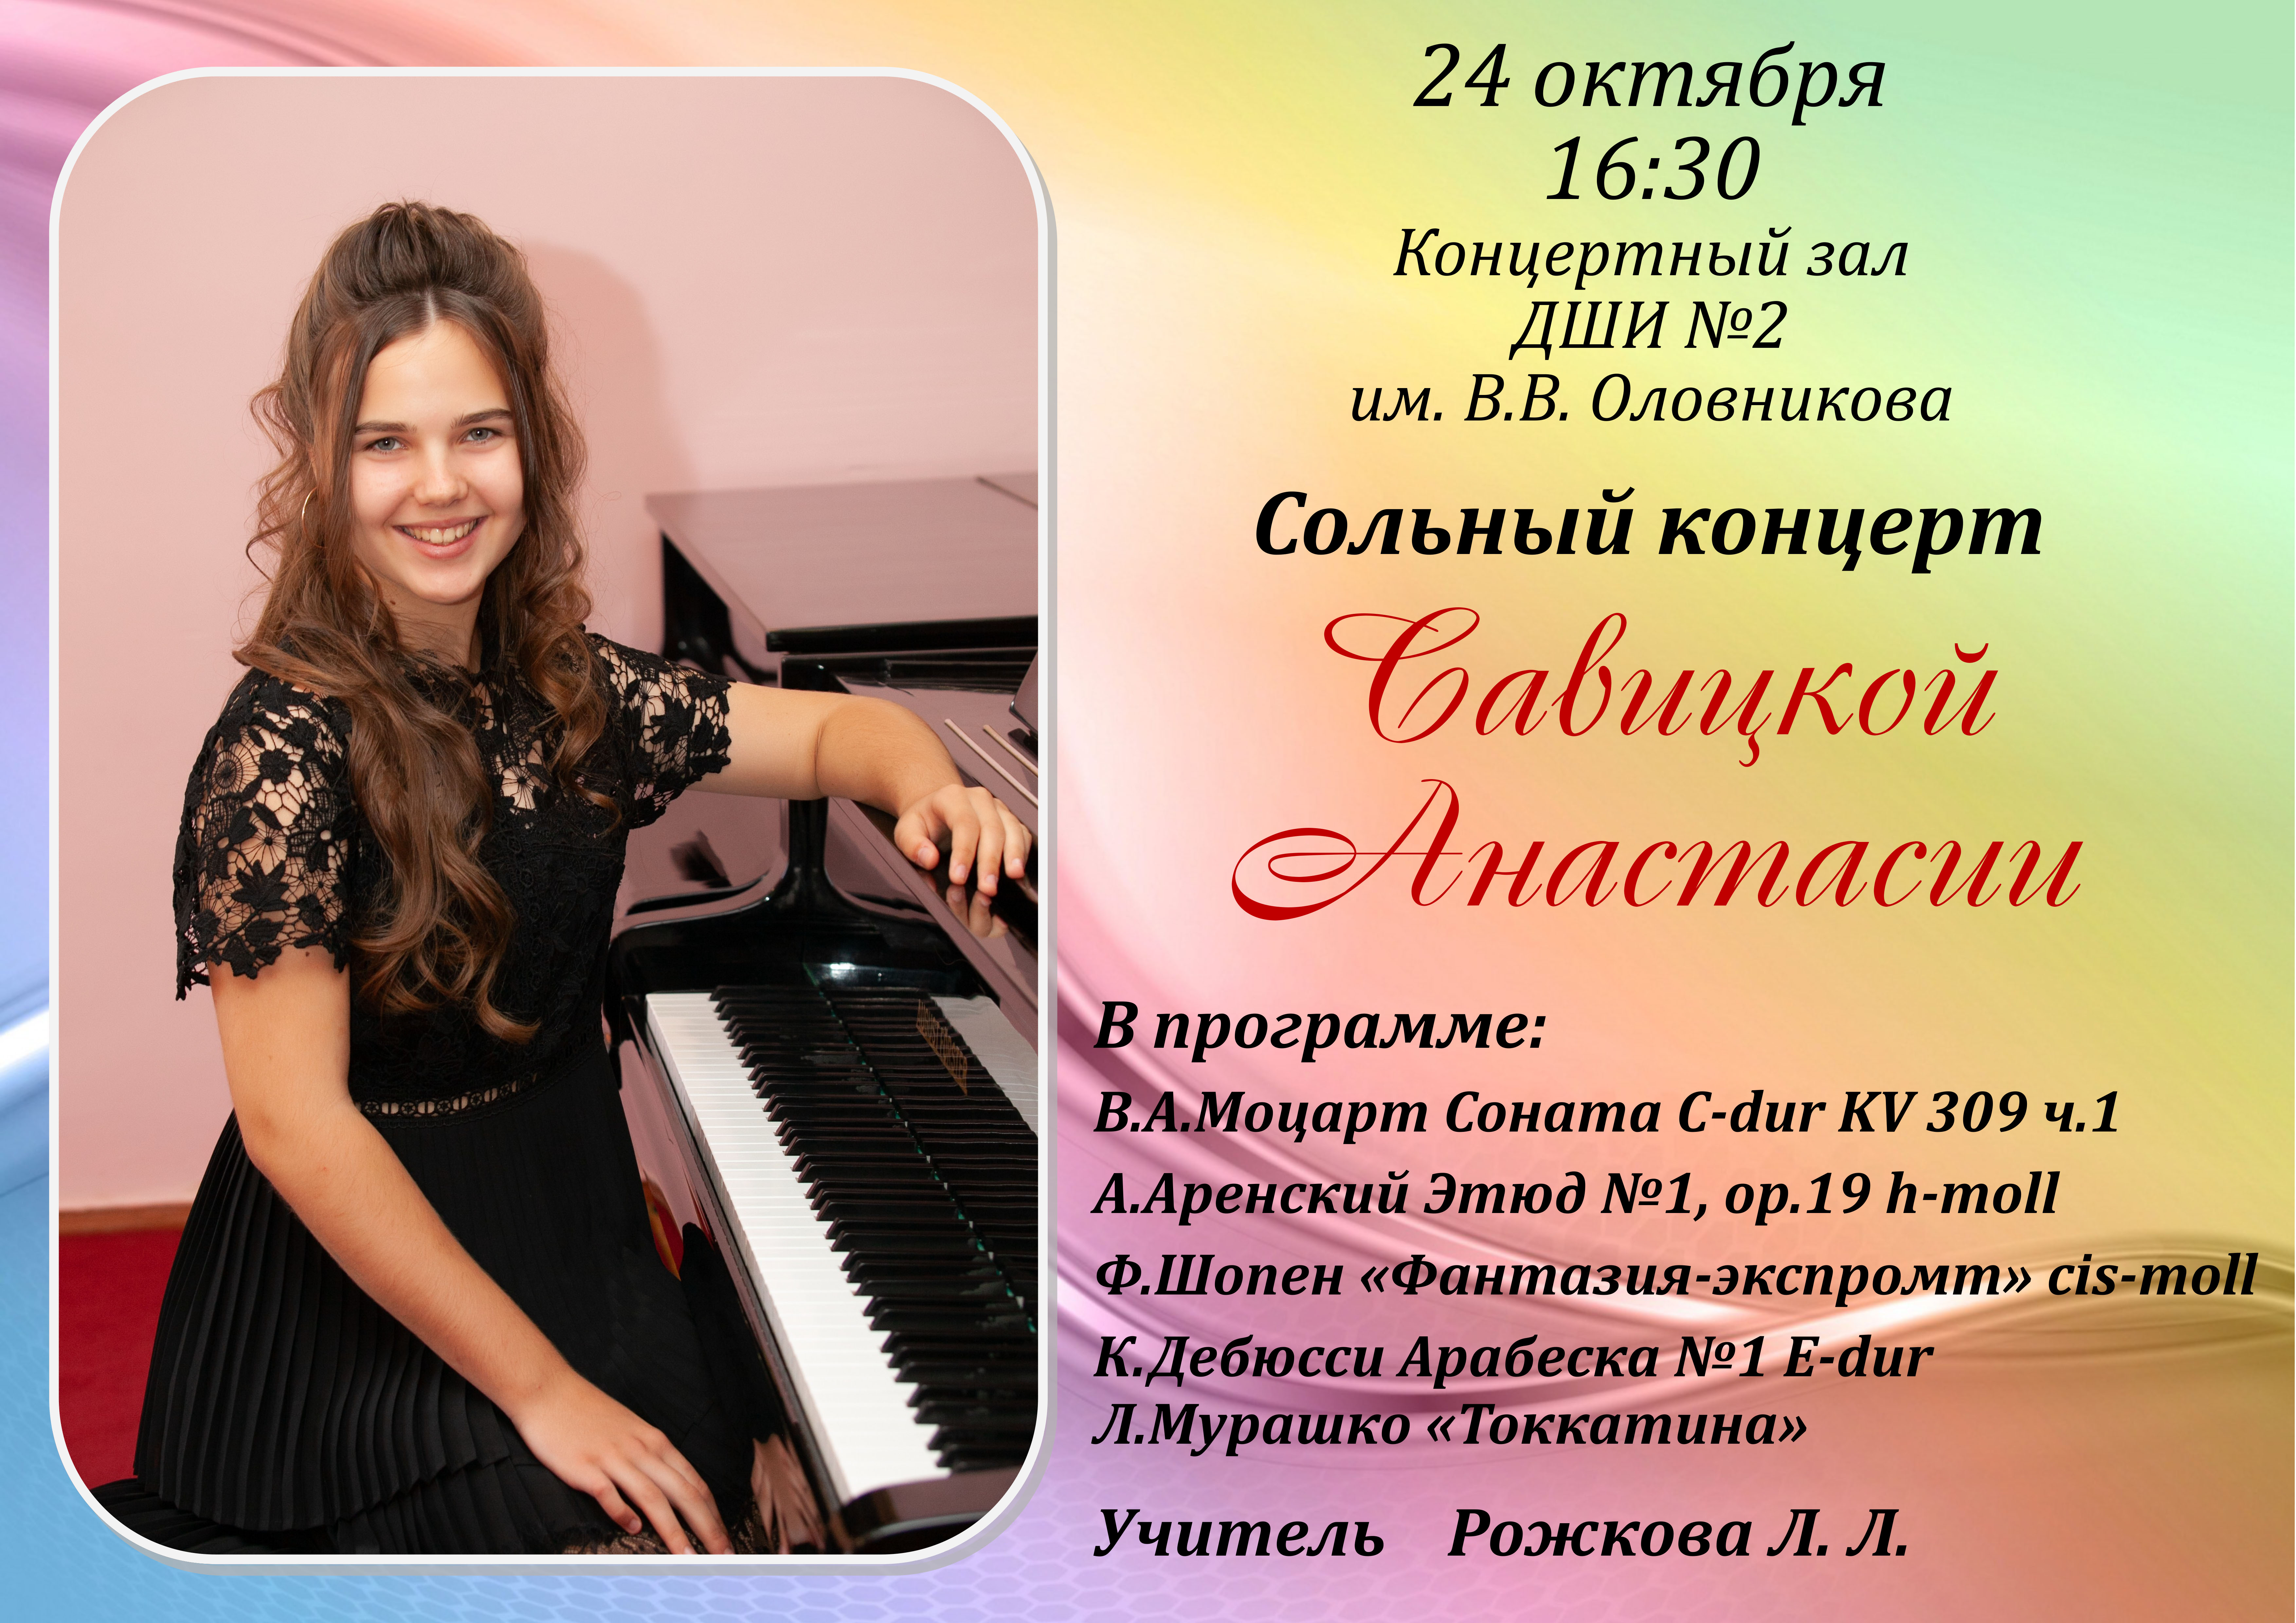 24 октября
16:30
Концертный зал
ДШИ №2
им. В.В. Оловникова
Сольный концерт
Савицкой
Анастасии
В программе:
В.А.Моцарт Соната C-dur KV 309 ч.1
А.Аренский Этюд №1, ор.19 h-moll
Ф.Шопен «Фантазия-экспромт» cis-moll
К.Дебюсси Арабеска №1 E-dur
Л.Мурашко «Токкатина»
Учитель Рожкова Л. Л.